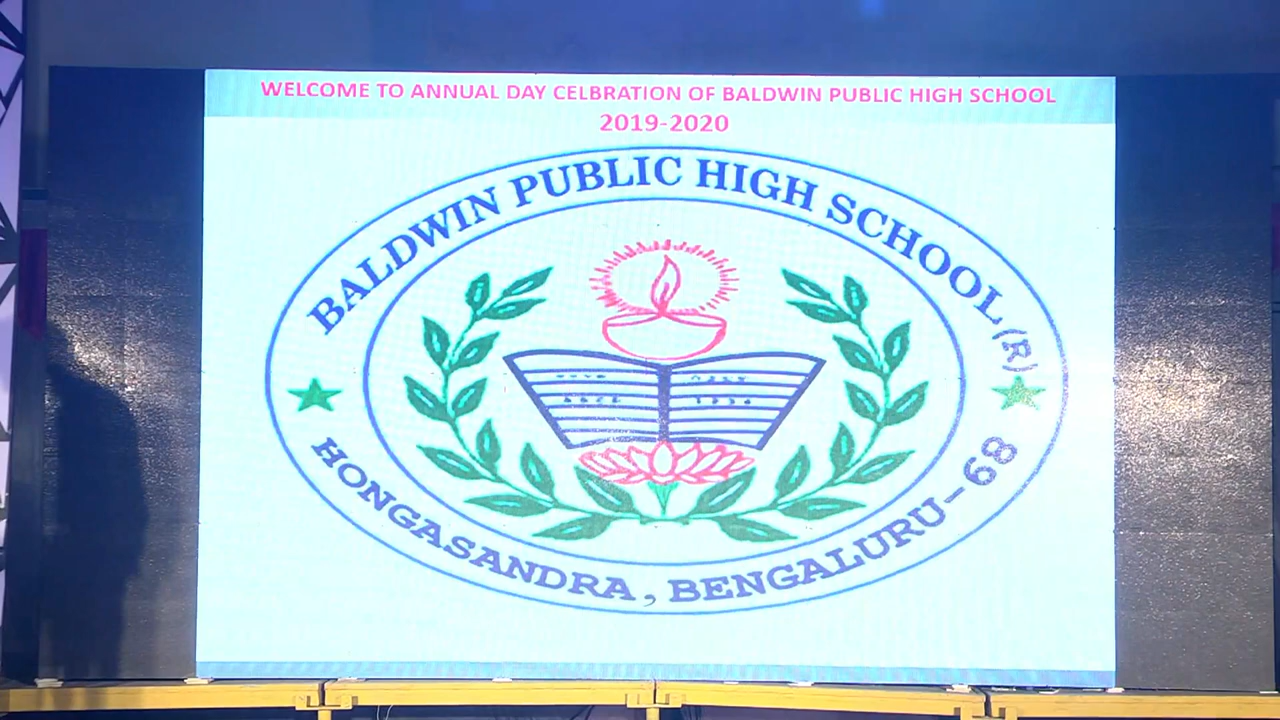 WELCOME TO ANNUAL DAY CELBRATION OF BALDWIN PUBLIC HIGH SCHOOL
2019-2020
BALDWIN PUBLIC HIGH SCHOOL (R)
HONGASANDRA, BENGALURU-68